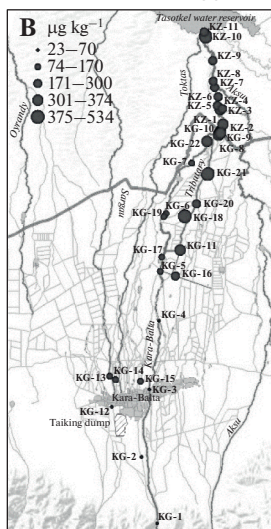 Tasotkel water reservoir
B
µg kg⁻¹
23–70
74–170
171–300
301–374
375–534
KZ-11
KZ-10
KZ-9
KZ-8
KZ-7
KZ-6
Aksu
KZ-4
KZ-5
KZ-3
KZ-1
KZ-2
KG-10
KG-9
KG-22
KG-8
Toktas
Oyrandy
KG-7
Tributary
KG-21
Sargou
KG-6
KG-20
KG-19
KG-18
KG-11
KG-17
KG-5
KG-16
KG-4
Kara-Balta
KG-14
KG-13
KG-15
KG-3
Kara-Balta
KG-12
Taiking dump
Aksu
KG-2
KG-1